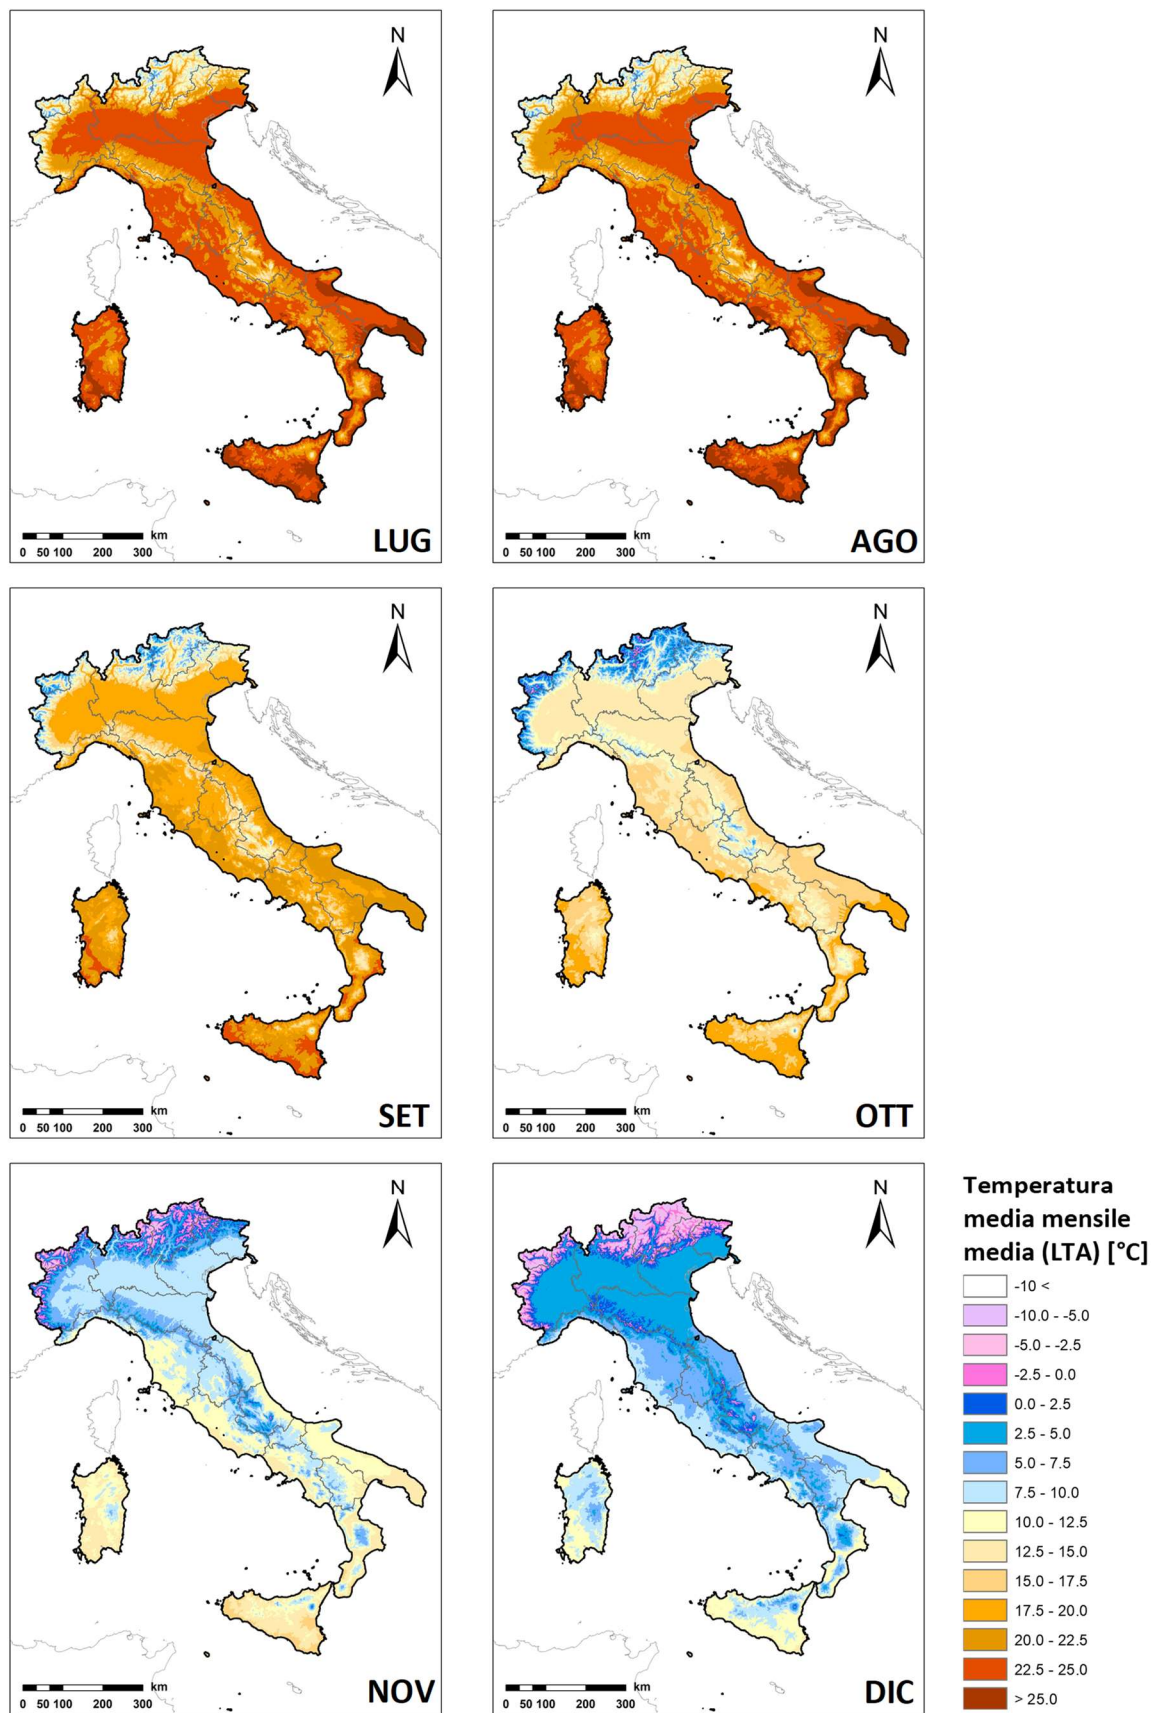 N
N
km
0 50 100 200 300
LUG
km
0 50 100 200 300
AGO
N
N
km
0 50 100 200 300
SET
km
0 50 100 200 300
OTT
N
N
km
0 50 100 200 300
NOV
km
0 50 100 200 300
DIC
Temperatura
media mensile
media (LTA) [°C]
-10 <
-10.0 - -5.0
-5.0 - -2.5
-2.5 - 0.0
0.0 - 2.5
2.5 - 5.0
5.0 - 7.5
7.5 - 10.0
10.0 - 12.5
12.5 - 15.0
15.0 - 17.5
17.5 - 20.0
20.0 - 22.5
22.5 - 25.0
> 25.0